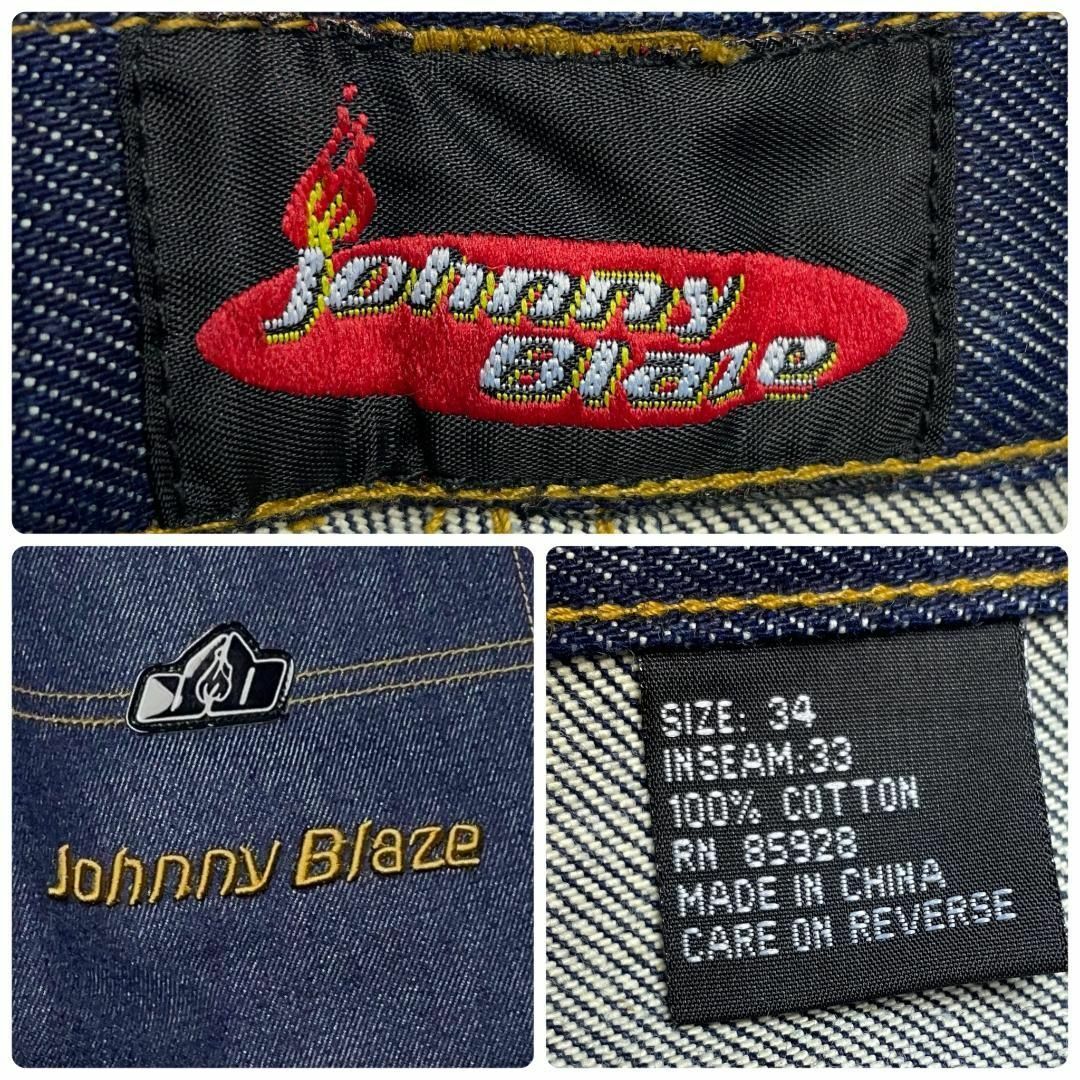 Johnny
Blaze
Johnny Blaze
SIZE: 34
INSEAM:33
100% COTTON
RN 85928
MADE IN CHINA
CARE ON REVERSE